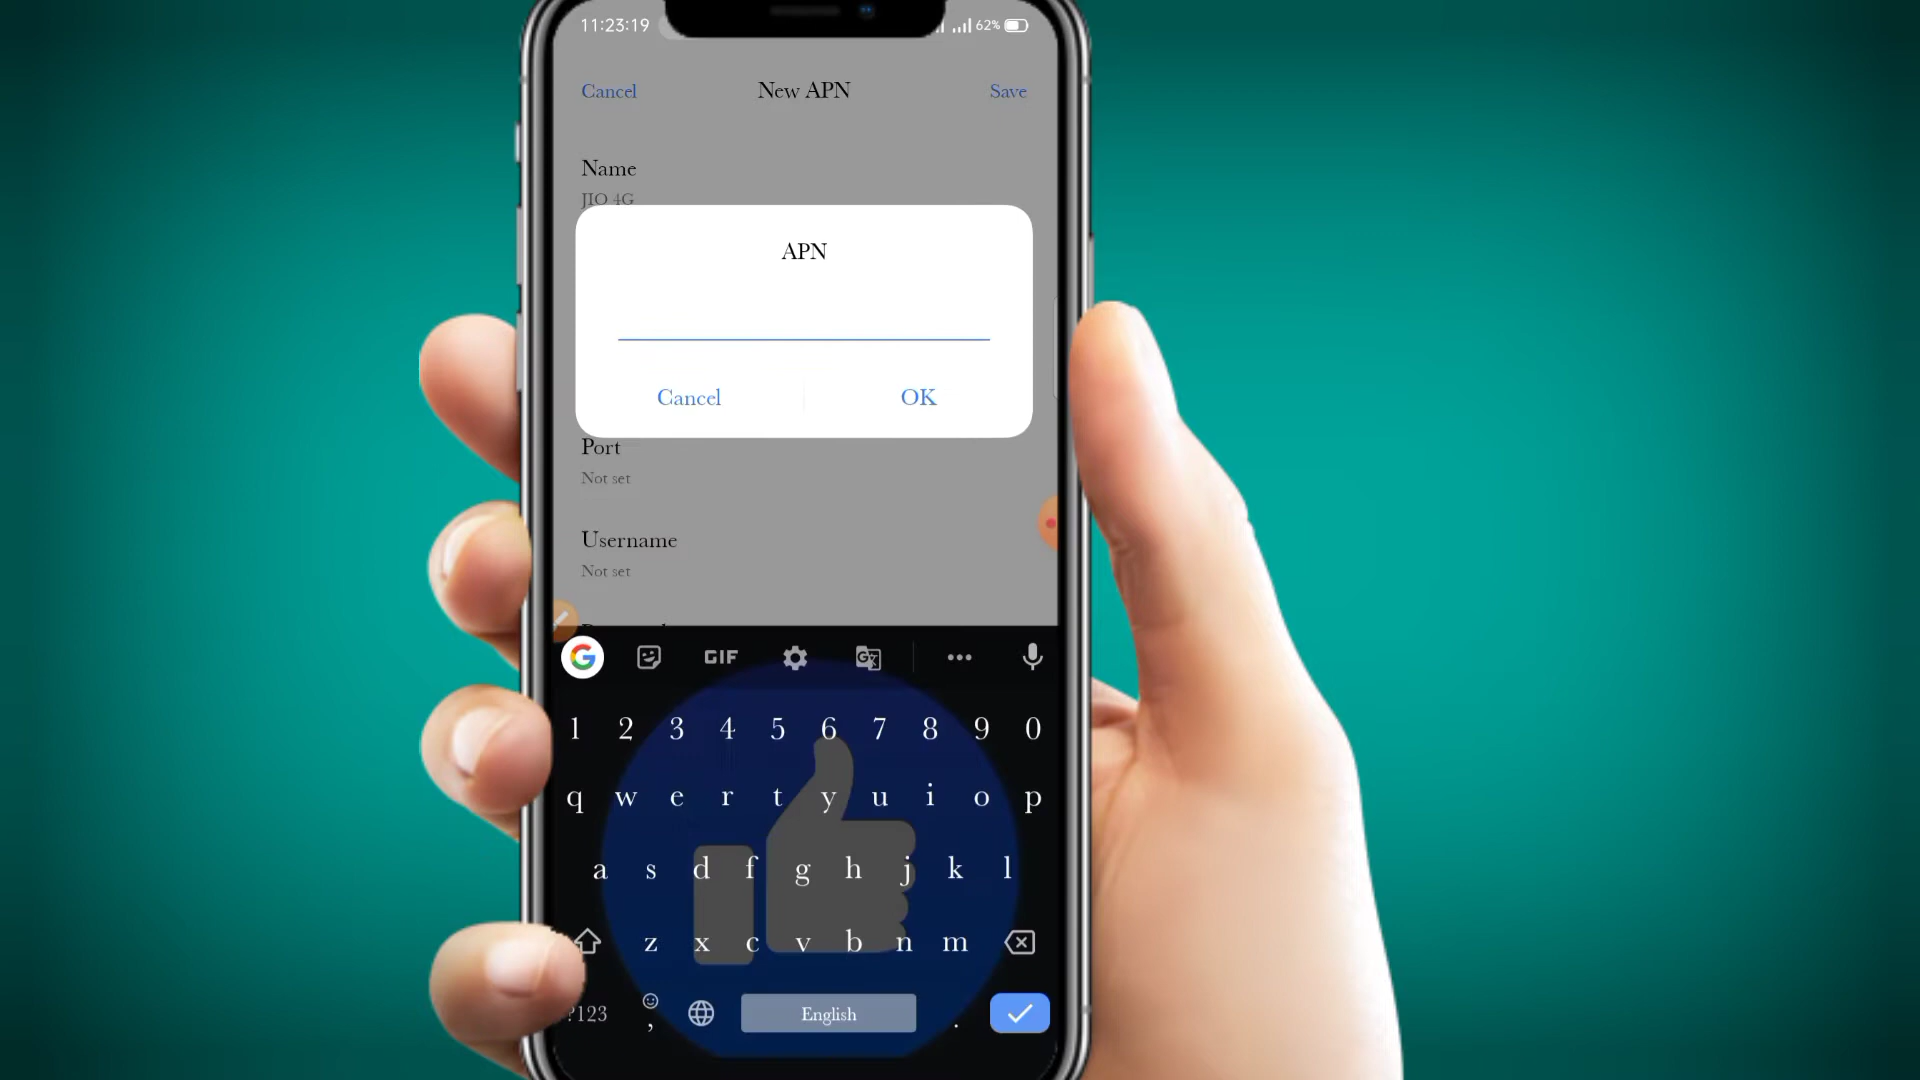 11:23:19
62%
Cancel New APN Save
Name
JIO 4G
APN
Cancel OK
Port
Not set
Username
Not set
G GIF
1 2 3 4 5 6 7 8 9 0
q w e r t y u i o p
a s d f g h j k l
z x c v b n m
?123 , English .